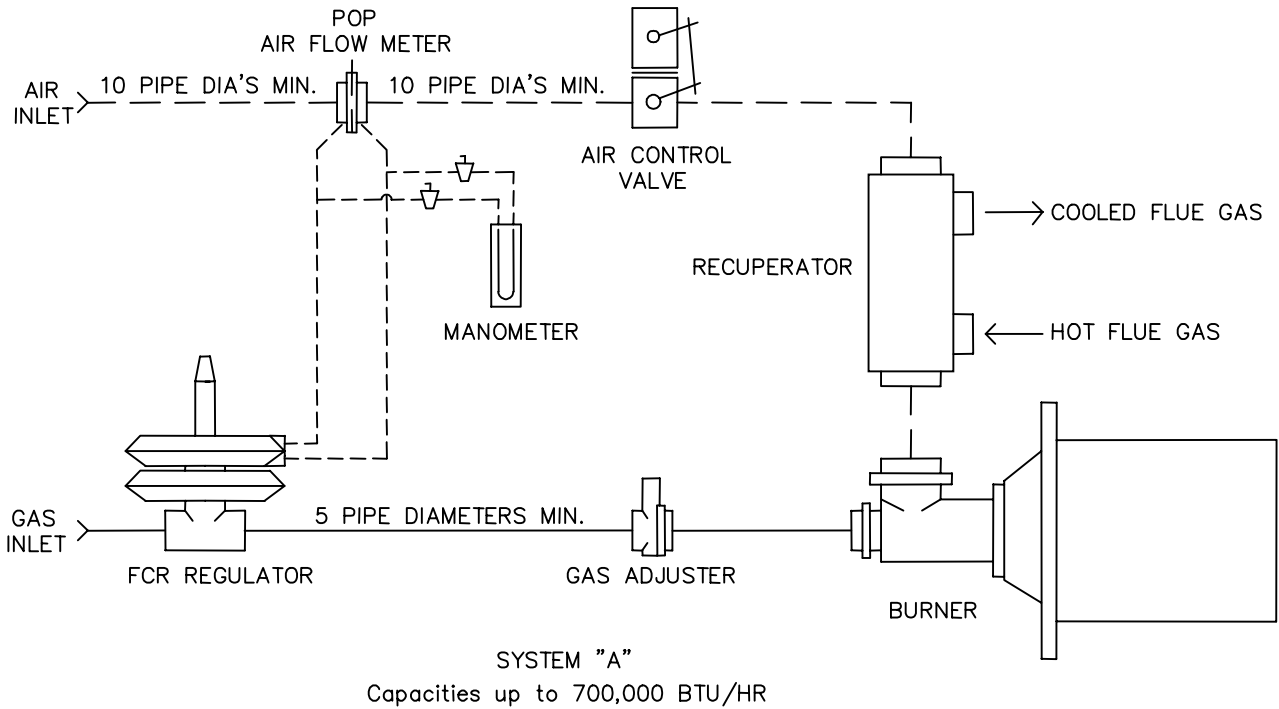 POP
AIR FLOW METER
10 PIPE DIA'S MIN.
10 PIPE DIA'S MIN.
AIR
INLET
AIR CONTROL
VALVE
COOLED FLUE GAS
RECUPERATOR
MANOMETER
HOT FLUE GAS
GAS
INLET
5 PIPE DIAMETERS MIN.
FCR REGULATOR
GAS ADJUSTER
BURNER
SYSTEM "A"
Capacities up to 700,000 BTU/HR